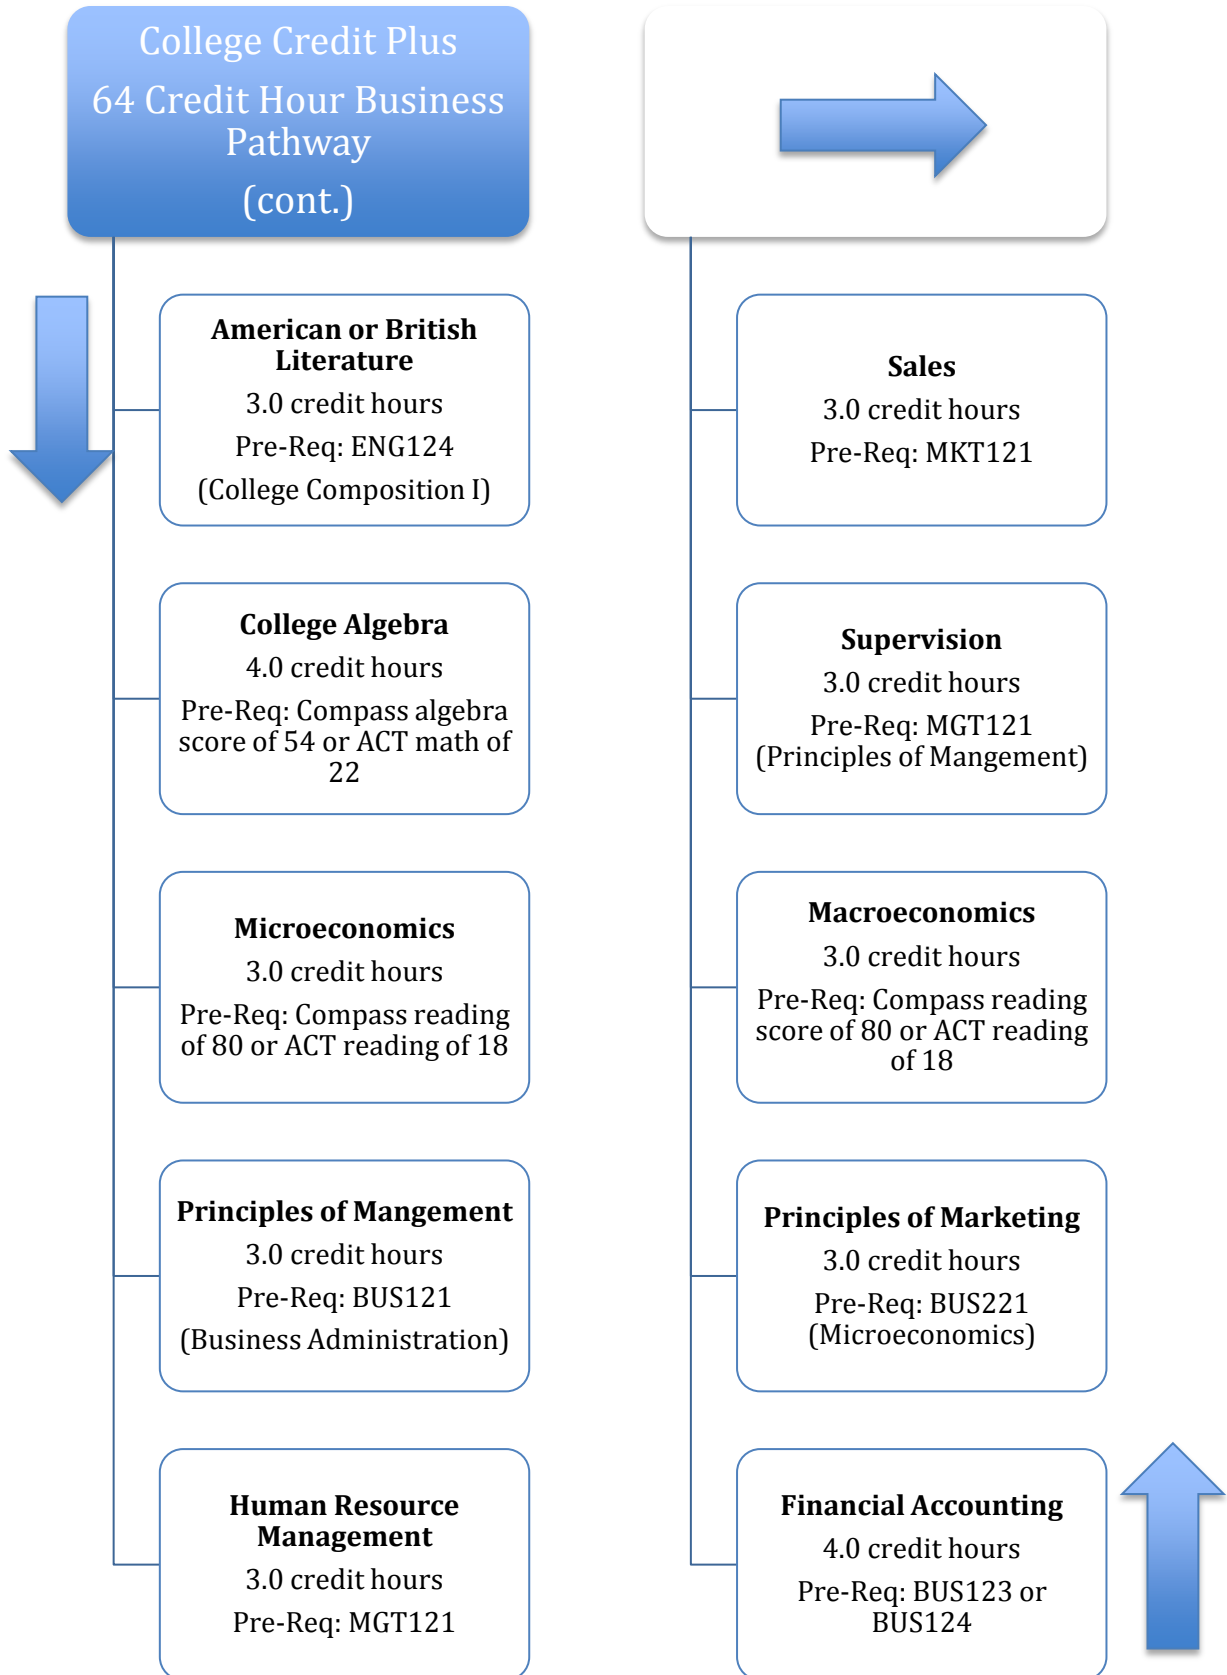 College Credit Plus
64 Credit Hour Business
Pathway
(cont.)
American or British
Literature
3.0 credit hours
Pre-Req: ENG124
(College Composition I)
College Algebra
4.0 credit hours
Pre-Req: Compass algebra
score of 54 or ACT math of
22
Microeconomics
3.0 credit hours
Pre-Req: Compass reading
of 80 or ACT reading of 18
Principles of Mangement
3.0 credit hours
Pre-Req: BUS121
(Business Administration)
Human Resource
Management
3.0 credit hours
Pre-Req: MGT121
Sales
3.0 credit hours
Pre-Req: MKT121
Supervision
3.0 credit hours
Pre-Req: MGT121
(Principles of Mangement)
Macroeconomics
3.0 credit hours
Pre-Req: Compass reading
score of 80 or ACT reading
of 18
Principles of Marketing
3.0 credit hours
Pre-Req: BUS221
(Microeconomics)
Financial Accounting
4.0 credit hours
Pre-Req: BUS123 or
BUS124